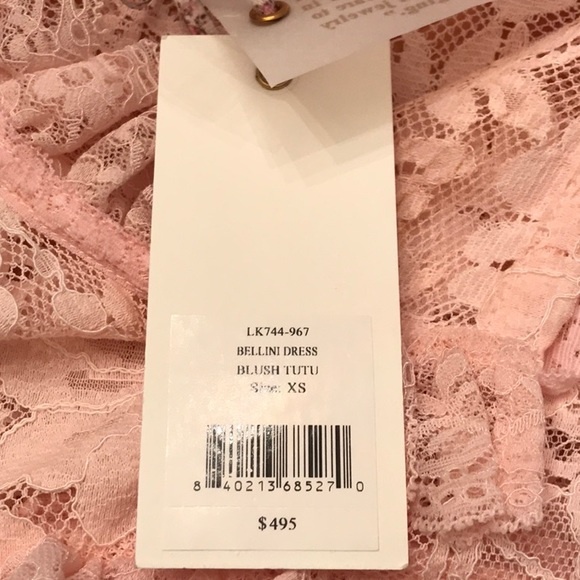 LK744-967
BELLINI DRESS
BLUSH TUTU
Size: XS
8 40213 68527 0
$495